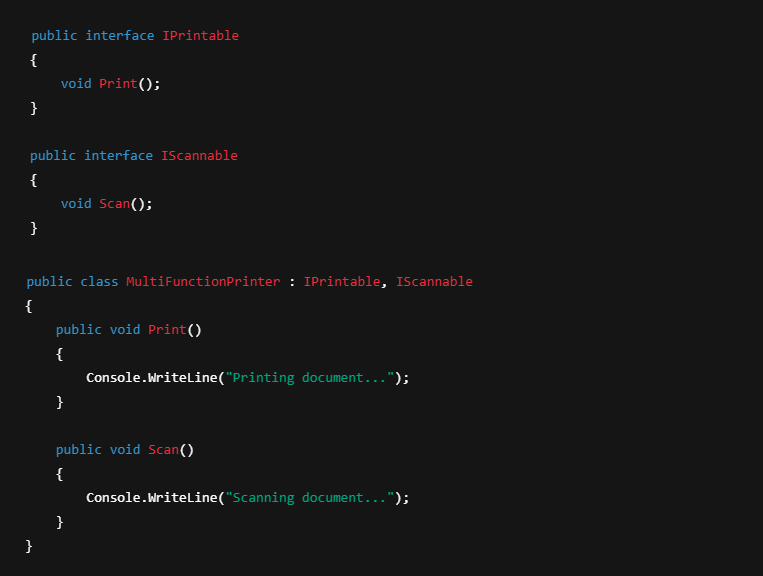 public interface IPrintable
{
    void Print();
}

public interface IScannable
{
    void Scan();
}

public class MultiFunctionPrinter : IPrintable, IScannable
{
    public void Print()
    {
        Console.WriteLine("Printing document...");
    }

    public void Scan()
    {
        Console.WriteLine("Scanning document...");
    }
}